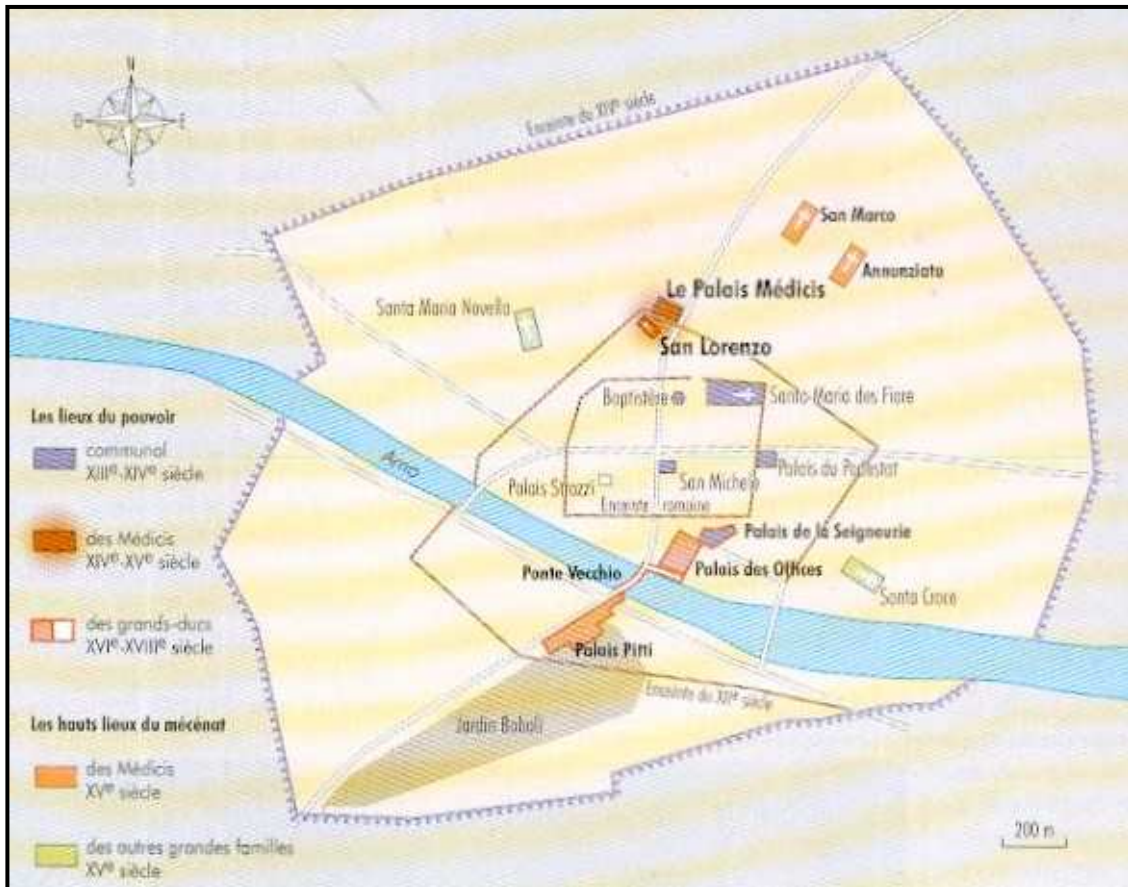 N
O
E
S
Enceinte du XIVe siècle
San Marco
Annunziata
Le Palais Médicis
Santa Maria Novella
San Lorenzo
Baptistère
Santa-Maria des Fiore
Les lieux du pouvoir
communal
XIIIe-XIVe siècle
Arno
Palais Strozzi
San Michele
Palais du Podestat
Enceinte romaine
des Médicis
XIVe-XVe siècle
Palais de la Seigneurie
Ponte Vecchio
Palais des Offices
Santa Croce
des grands-ducs
XVIe-XVIIIe siècle
Palais Pitti
Enceinte du XIIe siècle
Les hauts lieux du mécénat
Jardin Boboli
des Médicis
XVe siècle
200 m
des autres grandes familles
XVe siècle